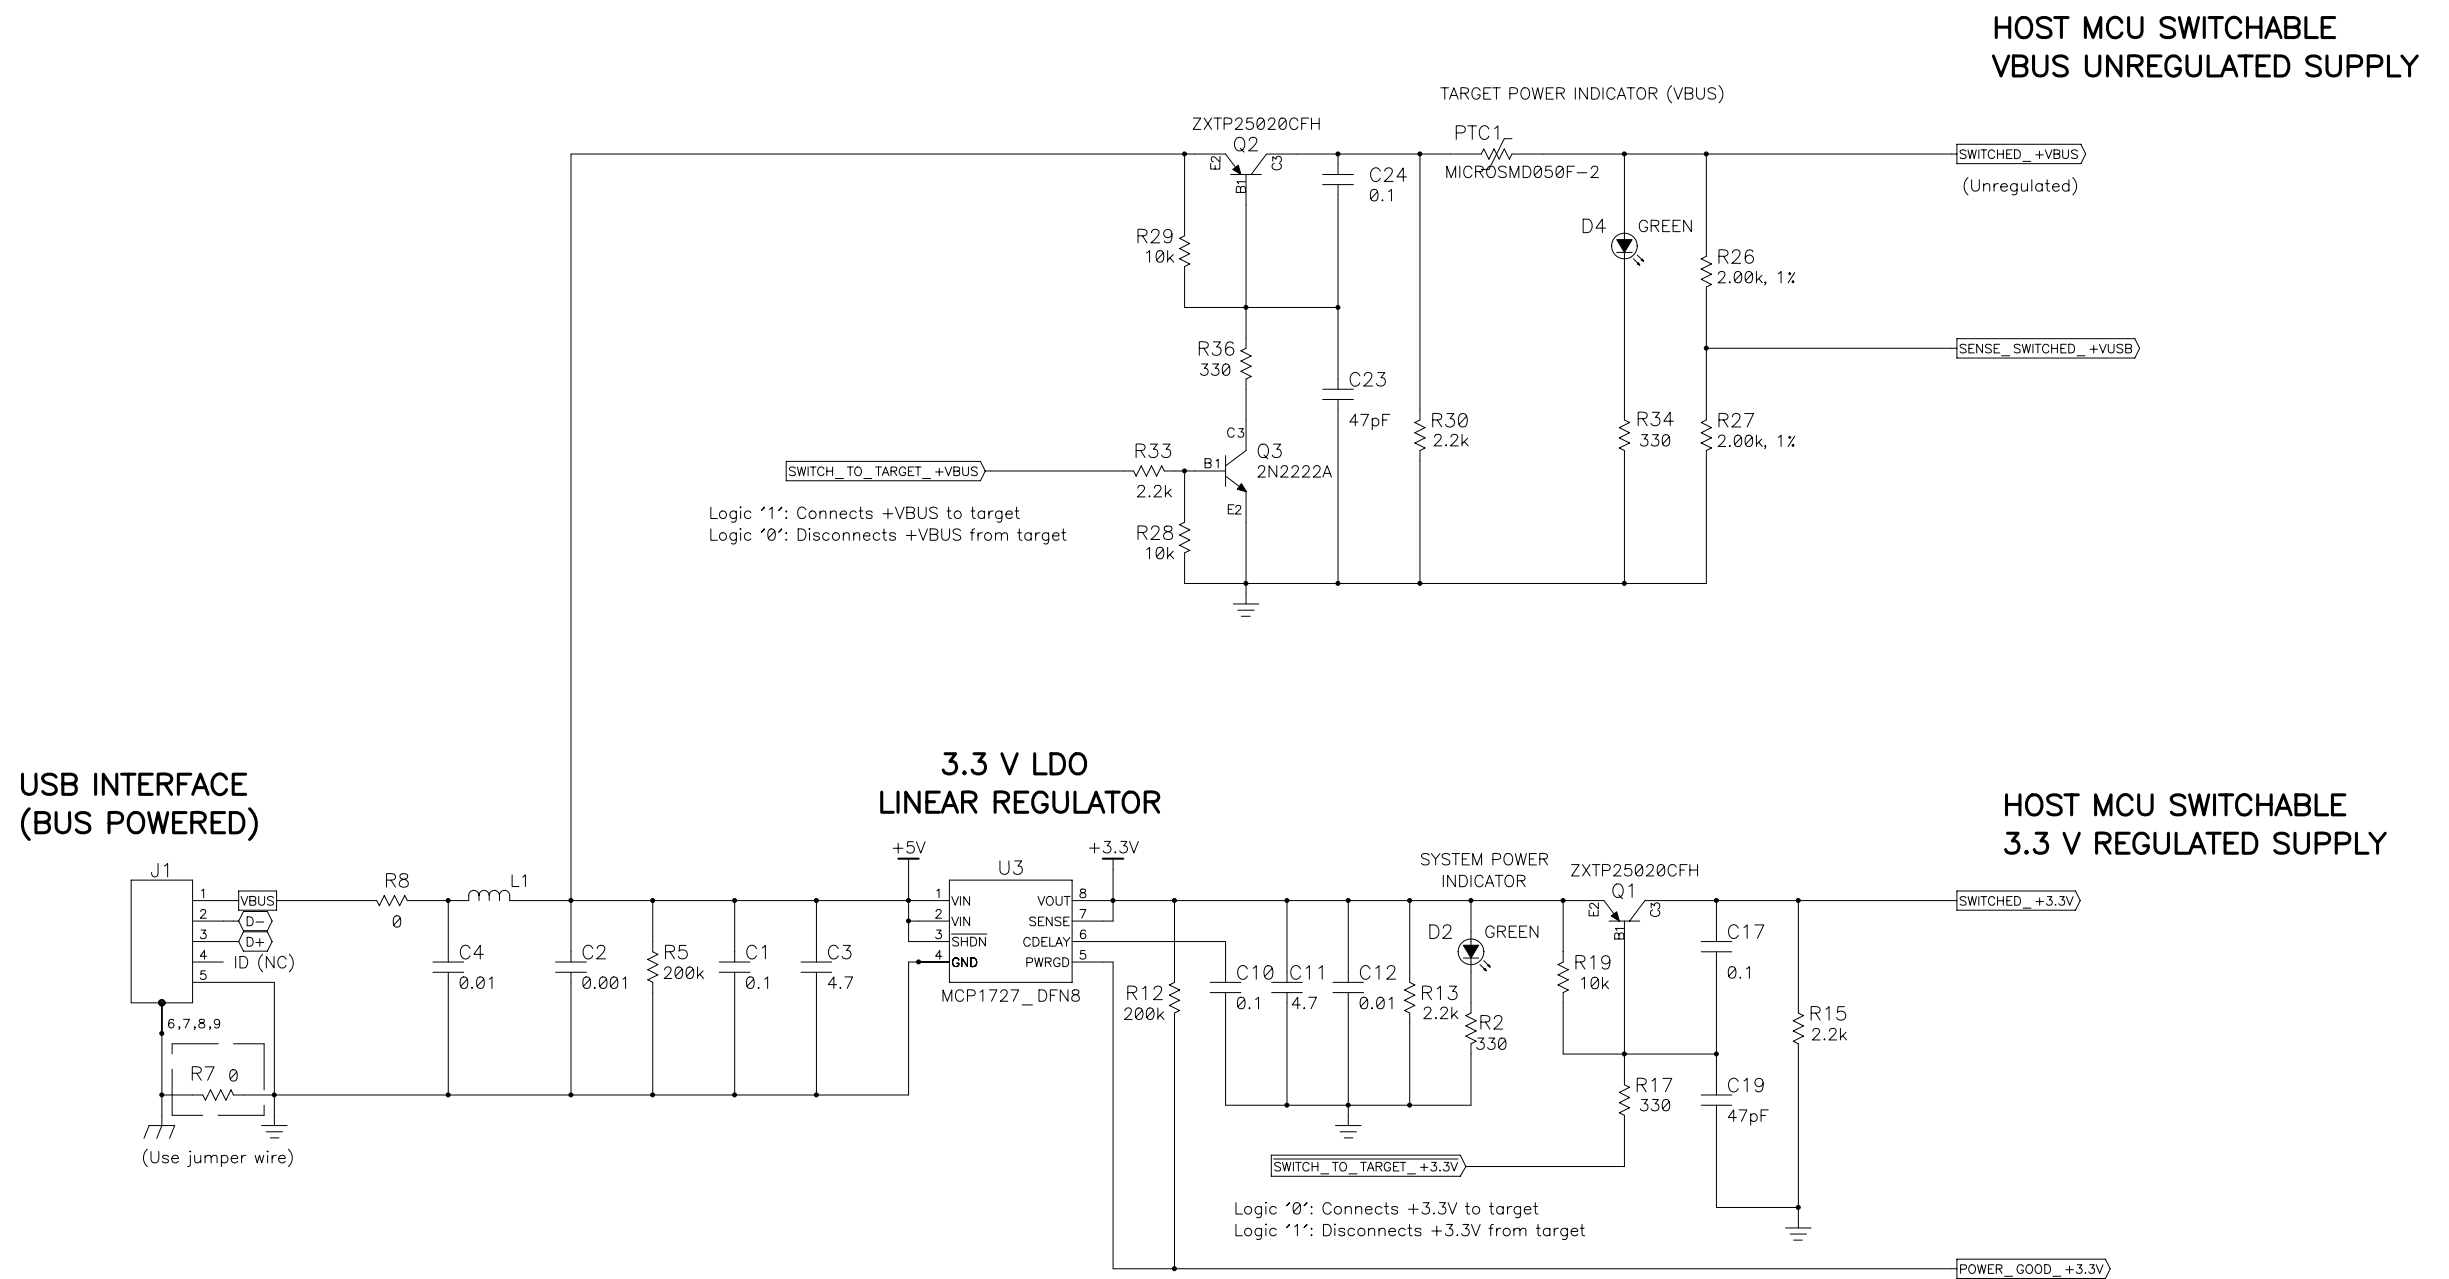 HOST MCU SWITCHABLE
VBUS UNREGULATED SUPPLY
TARGET POWER INDICATOR (VBUS)
ZXTP25020CFH
Q2
E2
C3
B1
PTC1
MICROSMD050F-2
SWITCHED_+VBUS
(Unregulated)
C24
0.1
R29
10k
D4
GREEN
R26
2.00k, 1%
R36
330
SENSE_SWITCHED_+VUSB
C23
47pF
R30
2.2k
R34
330
R27
2.00k, 1%
C3
SWITCH_TO_TARGET_+VBUS
R33
2.2k
B1
Q3
2N2222A
E2
Logic '1': Connects +VBUS to target
Logic '0': Disconnects +VBUS from target
R28
10k
USB INTERFACE
(BUS POWERED)
3.3 V LDO
LINEAR REGULATOR
HOST MCU SWITCHABLE
3.3 V REGULATED SUPPLY
J1
1
VBUS
2
D-
3
D+
4
ID (NC)
5
6,7,8,9
R7 0
(Use jumper wire)
R8
0
L1
C4
0.01
C2
0.001
R5
200k
C1
0.1
C3
4.7
+5V
U3
+3.3V
1
VIN
VOUT
8
2
VIN
SENSE
7
3
SHDN
CDELAY
6
4
GND
PWRGD
5
MCP1727_DFN8
R12
200k
C10
0.1
C11
4.7
C12
0.01
R13
2.2k
SYSTEM POWER
INDICATOR
D2
GREEN
R2
330
ZXTP25020CFH
Q1
E2
C3
B1
R19
10k
C17
0.1
SWITCHED_+3.3V
R15
2.2k
R17
330
C19
47pF
SWITCH_TO_TARGET_+3.3V
Logic '0': Connects +3.3V to target
Logic '1': Disconnects +3.3V from target
POWER_GOOD_+3.3V